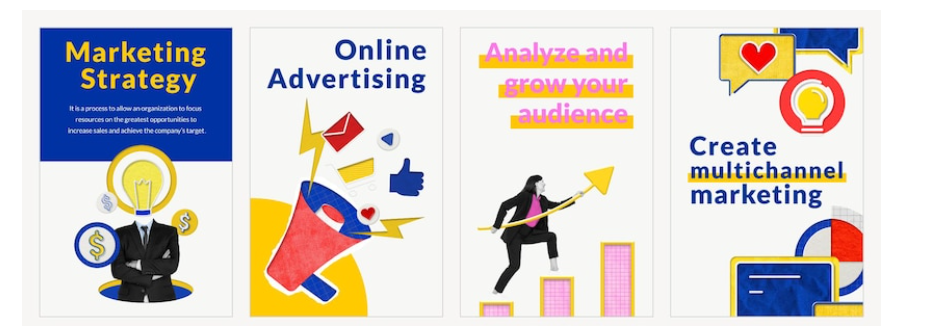 Marketing
Strategy
It is a process to allow an organization to focus
resources on the greatest opportunities to
increase sales and achieve the company's target.
$
$
$
Online
Advertising
Analyze and
grow your
audience
Create
multichannel
marketing